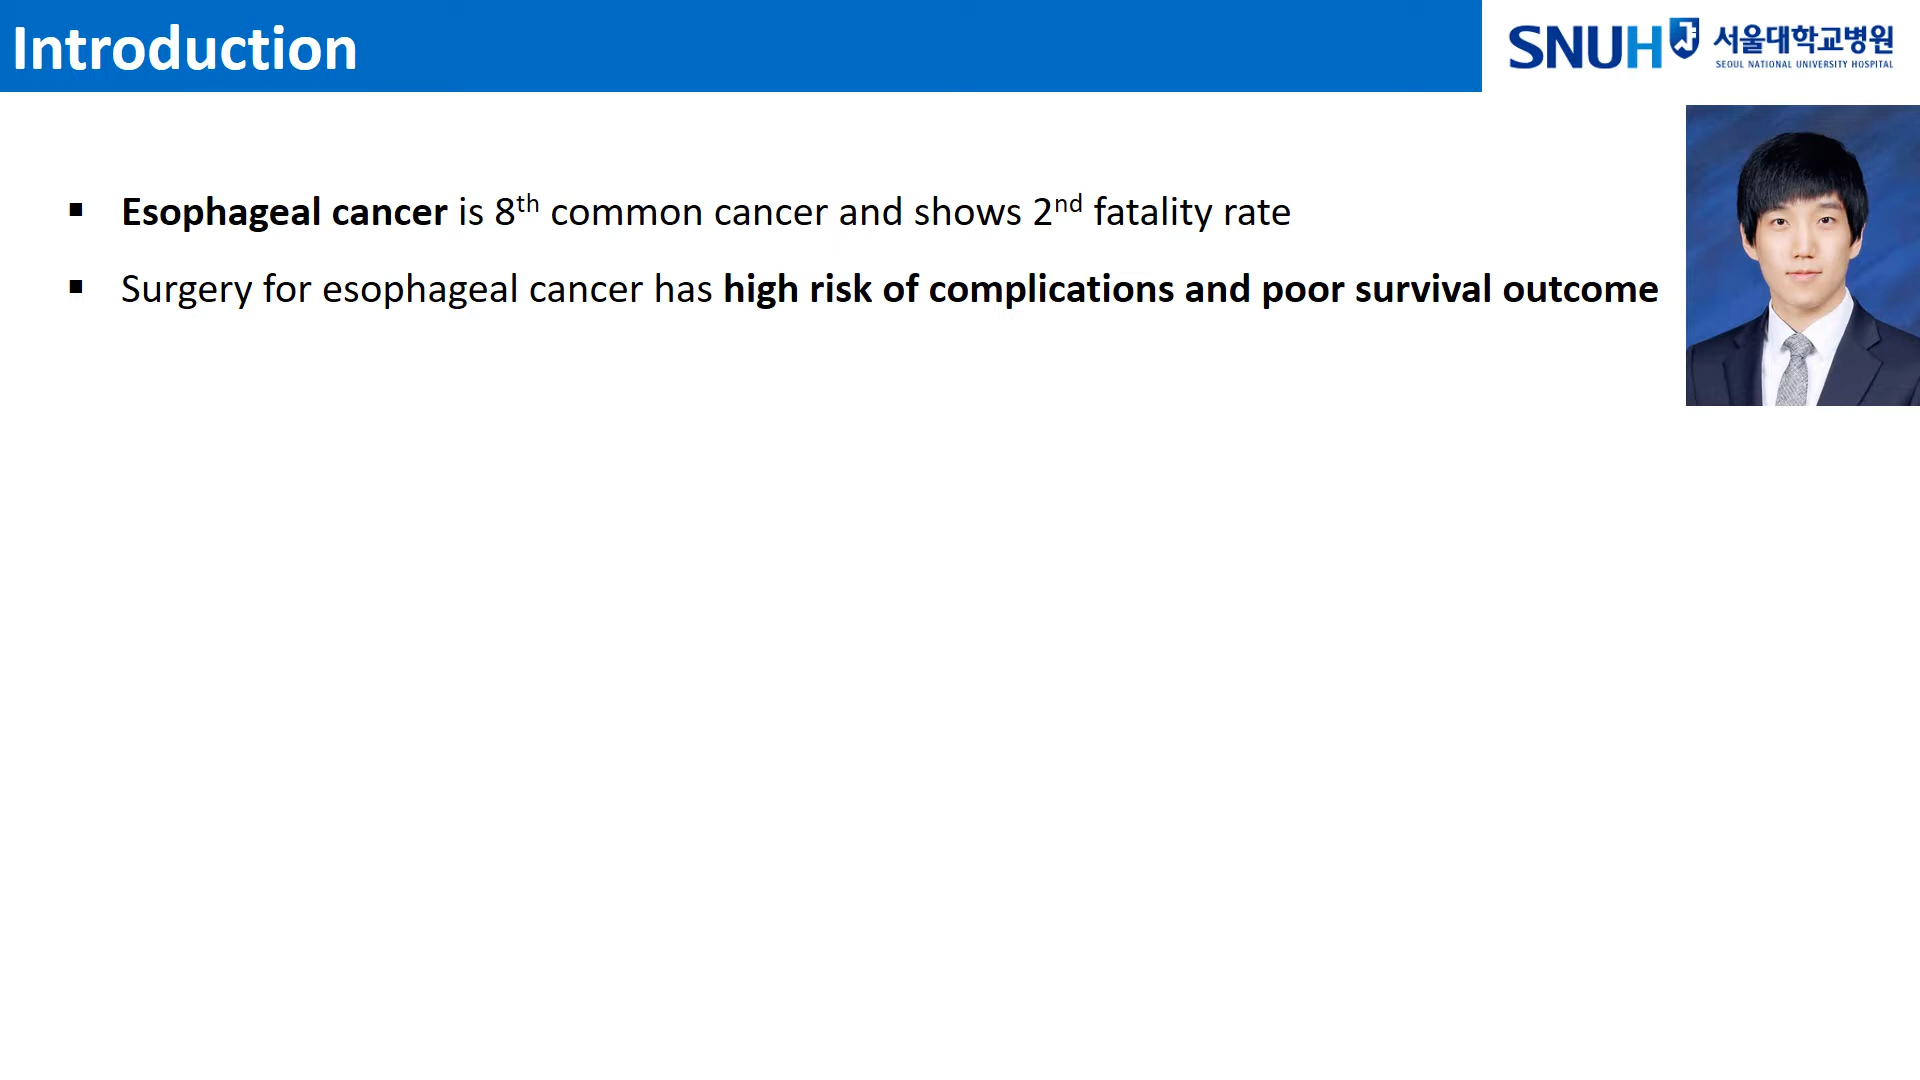 Introduction
SNUH 서울대학교병원
SEOUL NATIONAL UNIVERSITY HOSPITAL
▪ Esophageal cancer is 8th common cancer and shows 2nd fatality rate
▪ Surgery for esophageal cancer has high risk of complications and poor survival outcome